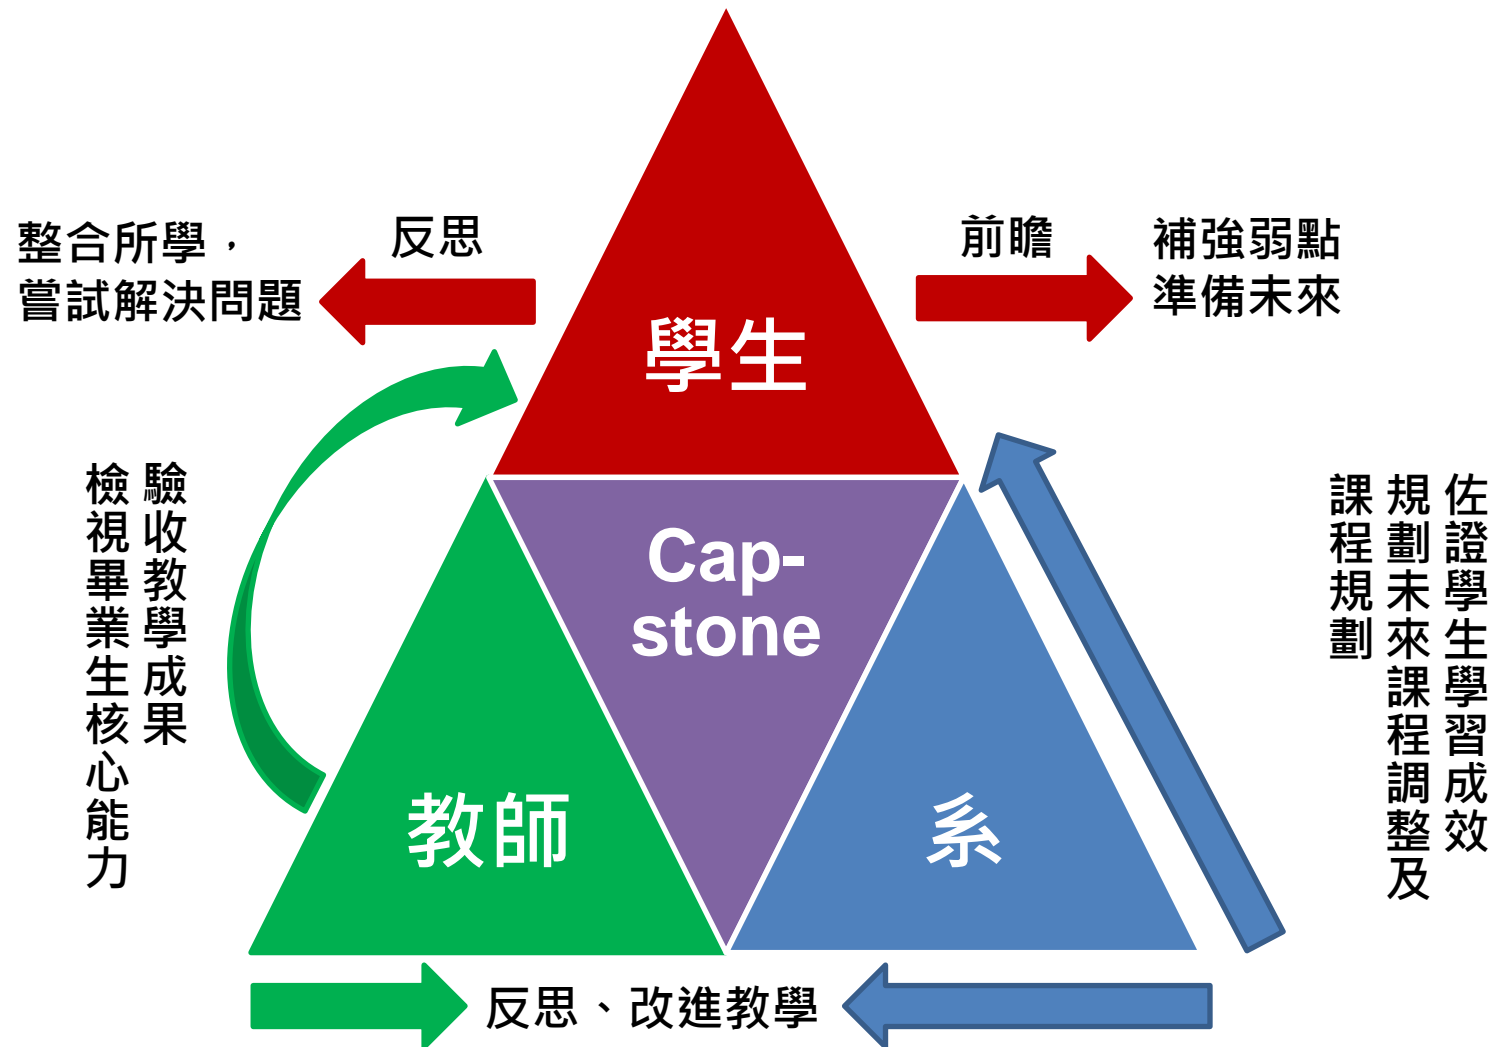 反思
整合所學，
嘗試解決問題
前瞻
補強弱點
準備未來
學生
驗收教學成果
檢視畢業生核心能力
Cap-
stone
佐證學生學習成效
規劃未來課程調整及
課程規劃
教師
系
反思、改進教學